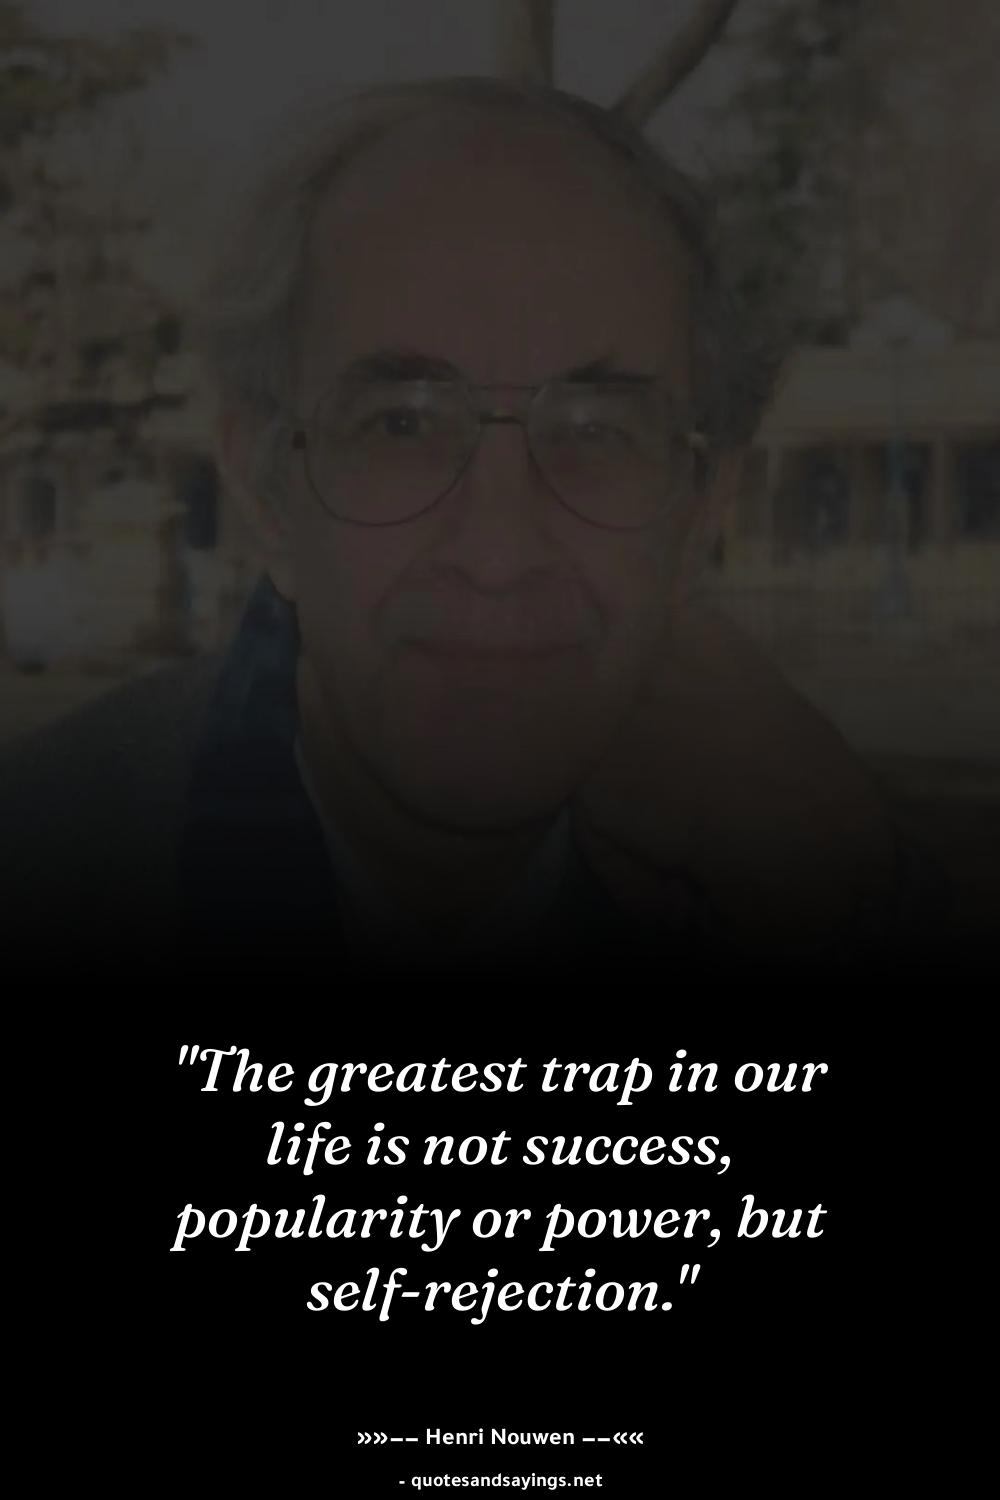 "The greatest trap in our
life is not success,
popularity or power, but
self-rejection."
»»−− Henri Nouwen −−««
- quotesandsayings.net